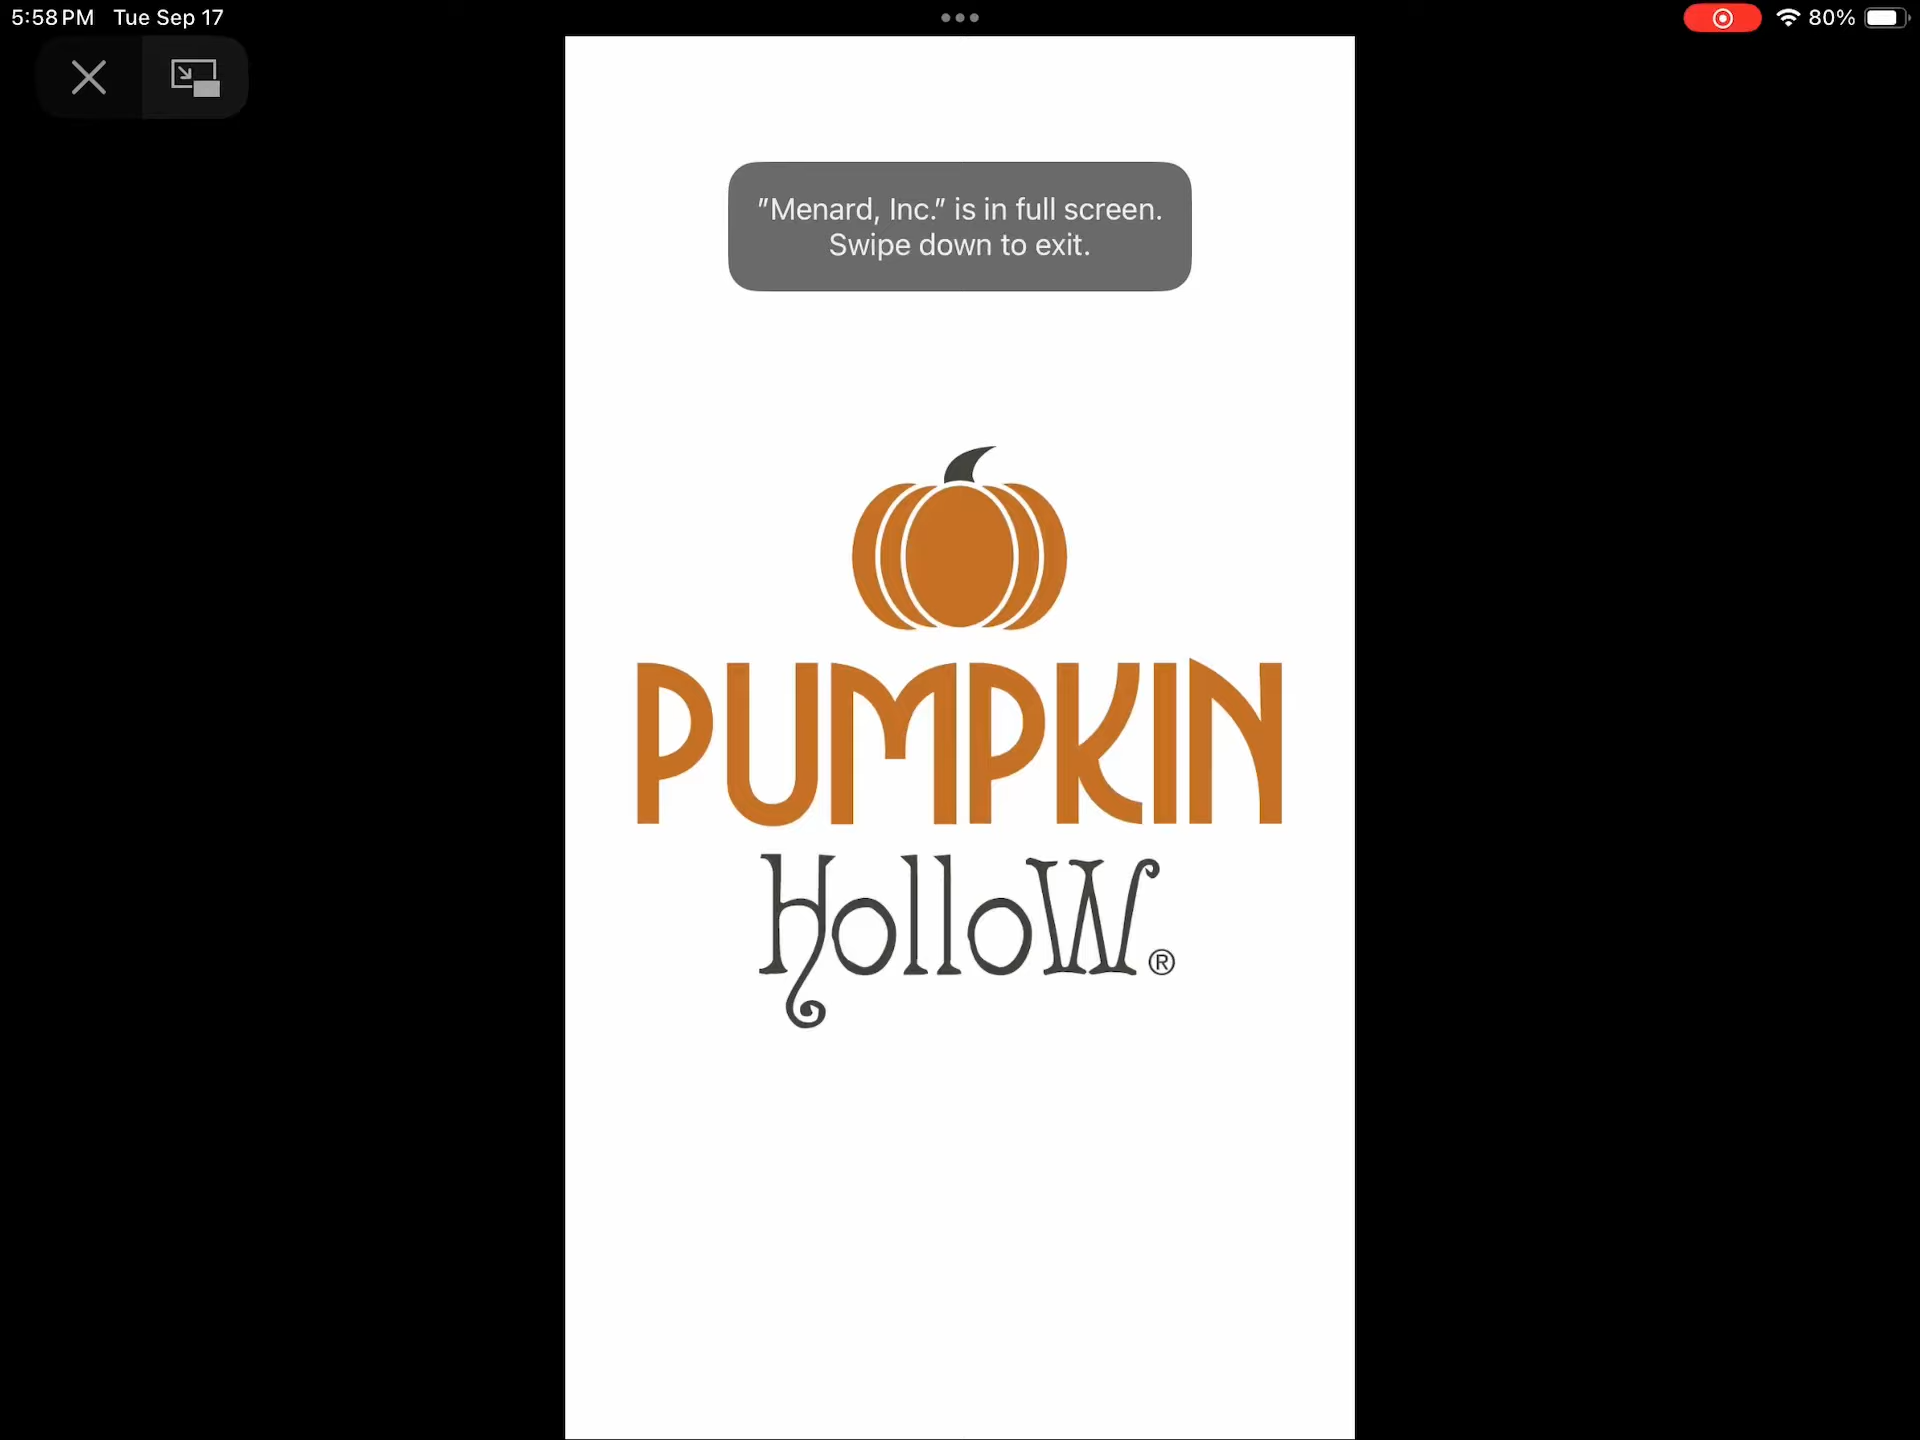 5:58 PM Tue Sep 17
80%
"Menard, Inc." is in full screen.
Swipe down to exit.
PUMPKIN
HolloW®